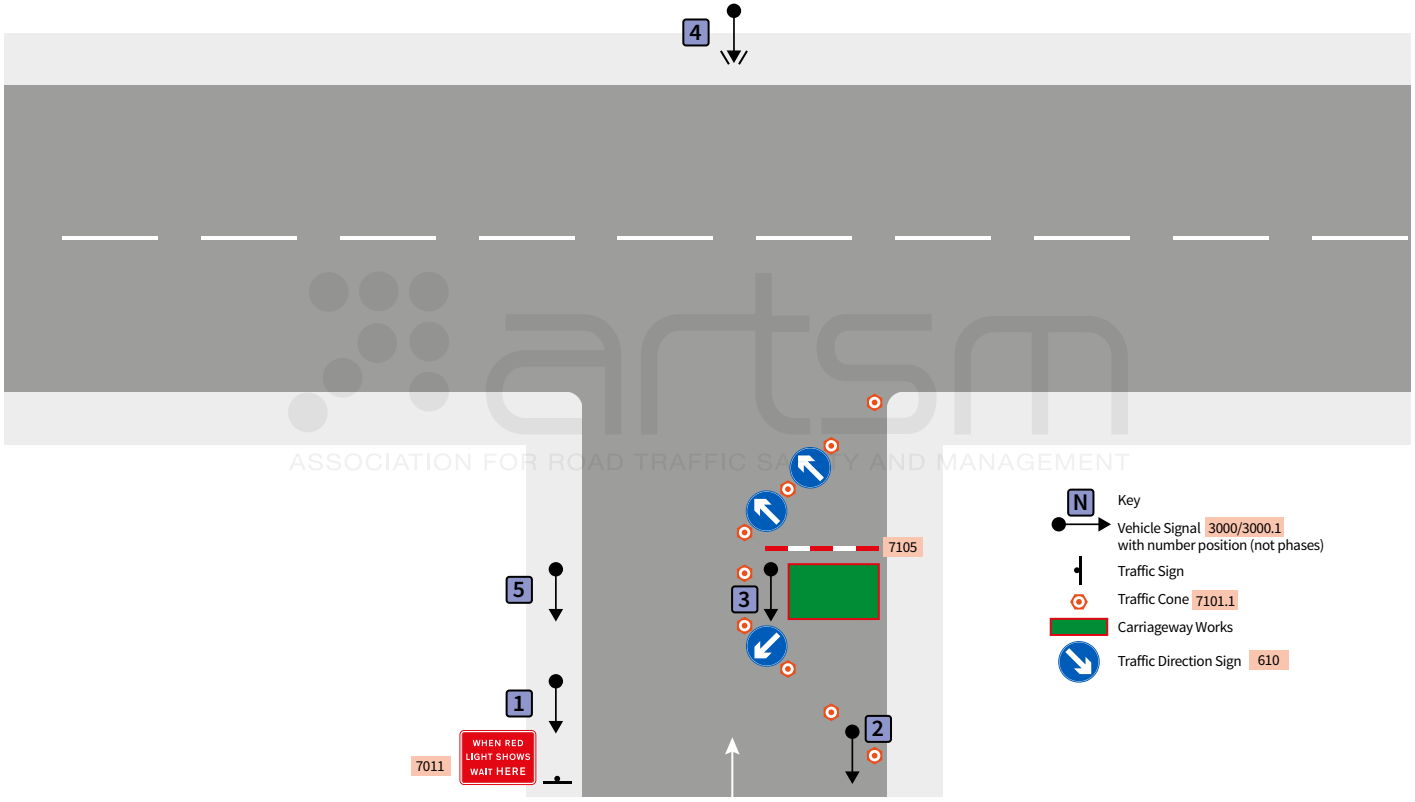 4
artsm
ASSOCIATION FOR ROAD TRAFFIC SAFETY AND MANAGEMENT
N Key
Vehicle Signal 3000/3000.1
with number position (not phases)
Traffic Sign
Traffic Cone 7101.1
Carriageway Works
Traffic Direction Sign 610
7105
5
3
1
2
WHEN RED
LIGHT SHOWS
WAIT HERE
7011